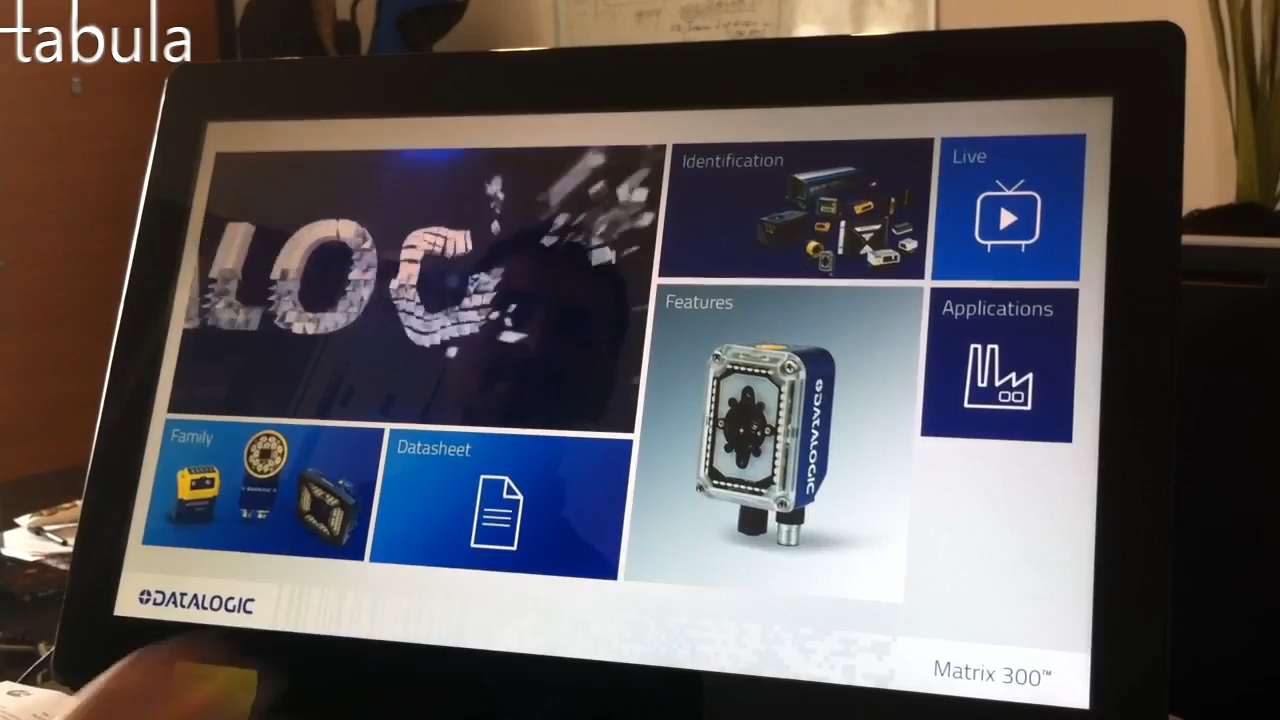 tabula
LOG
Identification
Live
Features
Applications
DATALOGIC
Family
Datasheet
DATALOGIC
Matrix 300™